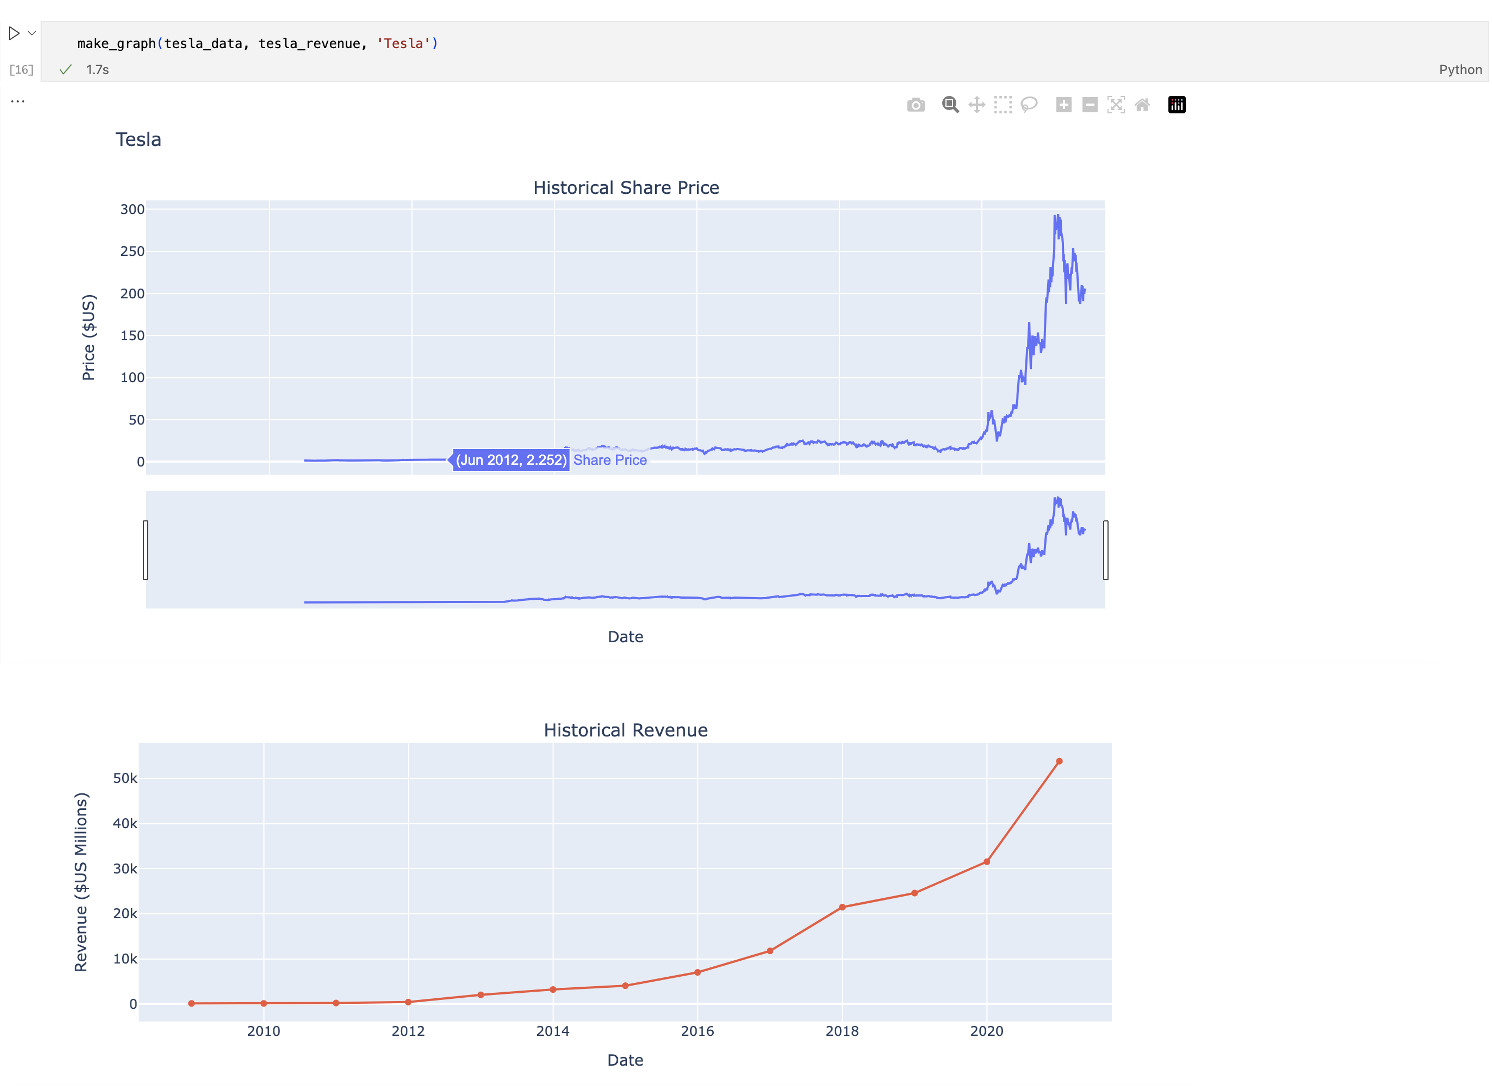 make_graph(tesla_data, tesla_revenue, 'Tesla')
[16]
1.7s
Python
...
Tesla
Historical Share Price
300
250
200
150
100
50
0
Price ($US)
(Jun 2012, 2.252) Share Price
Date
Historical Revenue
50k
40k
30k
20k
10k
0
Revenue ($US Millions)
2010 2012 2014 2016 2018 2020
Date